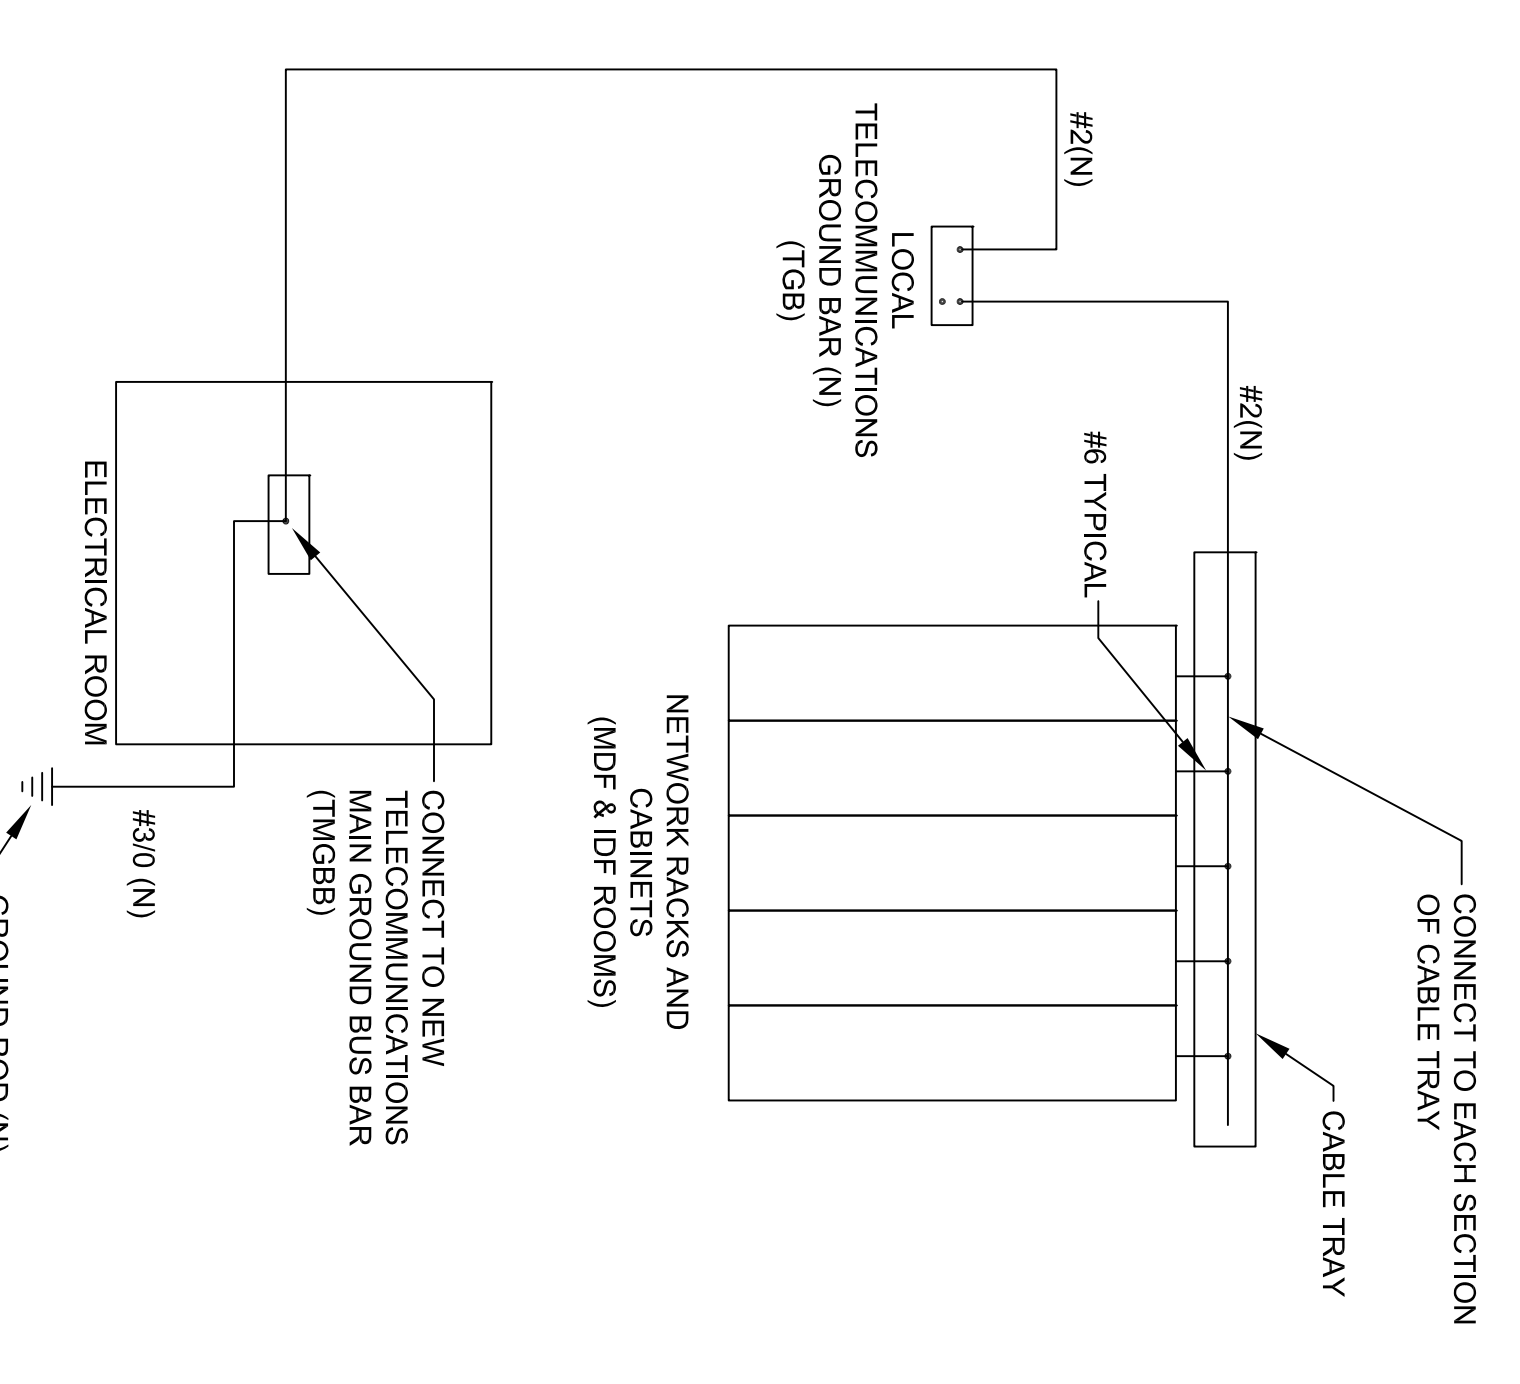 CONNECT TO EACH SECTION
OF CABLE TRAY
CABLE TRAY
#2(N)
#6 TYPICAL
#2(N)
LOCAL
TELECOMMUNICATIONS
GROUND BAR (N)
(TGB)
NETWORK RACKS AND
CABINETS
(MDF & IDF ROOMS)
CONNECT TO NEW
TELECOMMUNICATIONS
MAIN GROUND BUS BAR
(TMGBB)
#3/0 (N)
ELECTRICAL ROOM
GROUND ROD (N)